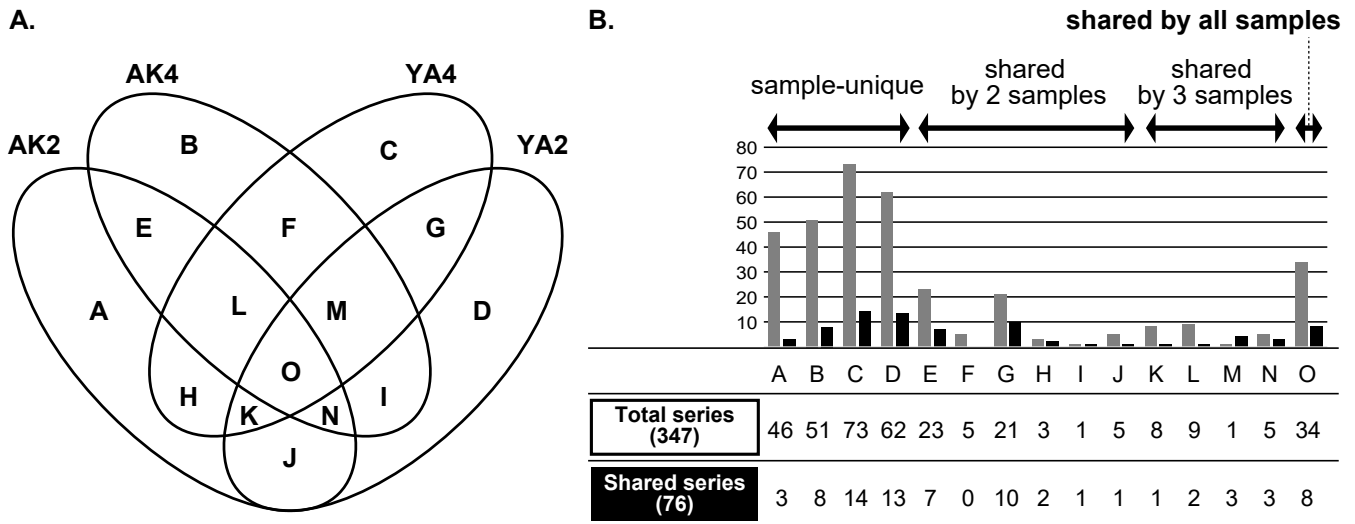 A.
AK4
YA4
AK2
YA2
B
C
E
F
G
A
L
M
D
O
H
K
N
I
J
B.
shared by all samples
sample-unique
shared
by 2 samples
shared
by 3 samples
80
70
60
50
40
30
20
10
A B C D E F G H I J K L M N O
Total series
(347)
46 51 73 62 23 5 21 3 1 5 8 9 1 5 34
Shared series
(76)
3 8 14 13 7 0 10 2 1 1 1 2 3 3 8